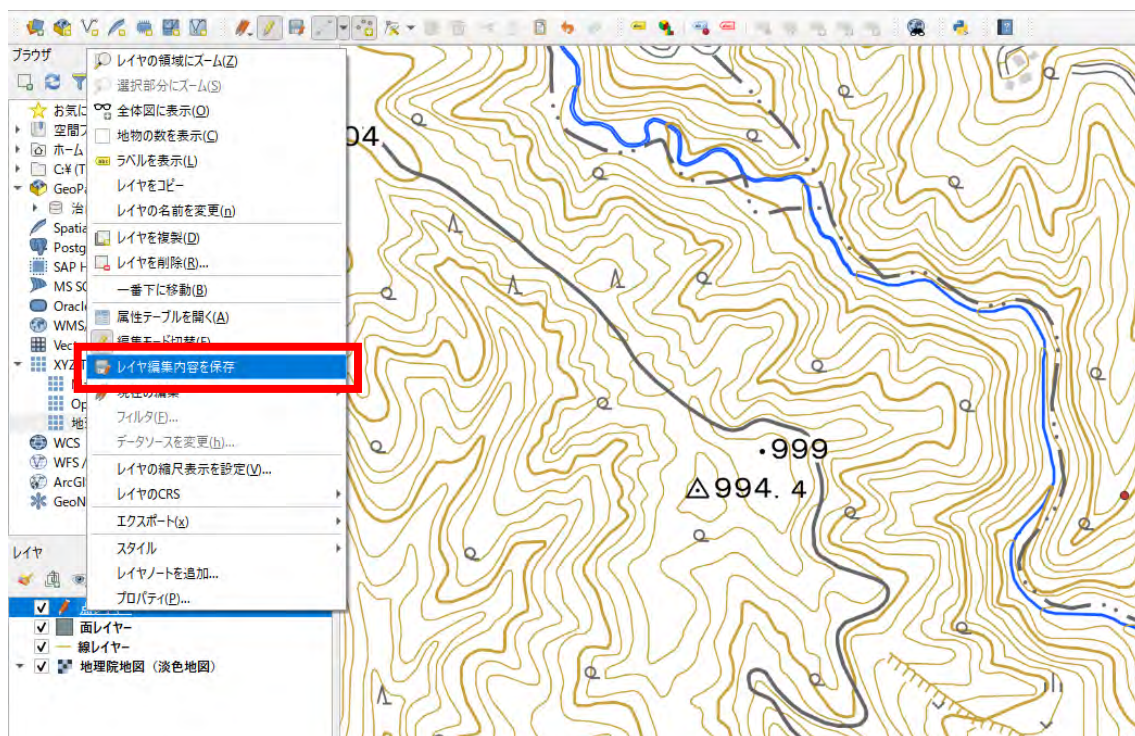 ブラウザ
お気に
空間ブ
ホーム
C:¥ (T
GeoPa
治
Spatia
Postg
SAP H
MS SQ
Oracle
WMS/
Vect
XYZ T
Op
地理
WCS
WFS /
ArcGI
GeoN
レイヤの領域にズーム(Z)
選択部分にズーム(S)
全体図に表示(O)
地物の数を表示(C)
ラベルを表示(L)
レイヤをコピー
レイヤの名前を変更(n)
レイヤを複製(D)
レイヤを削除(R)...
一番下に移動(B)
属性テーブルを開く(A)
編集モード切替(E)
レイヤ編集内容を保存
現在の編集
フィルタ(F)...
データソースを変更(h)...
レイヤの縮尺表示を設定(V)...
レイヤのCRS
エクスポート(x)
スタイル
レイヤノートを追加...
プロパティ(P)...
レイヤ
面レイヤー
線レイヤー
地理院地図（淡色地図）
04
999
994. 4